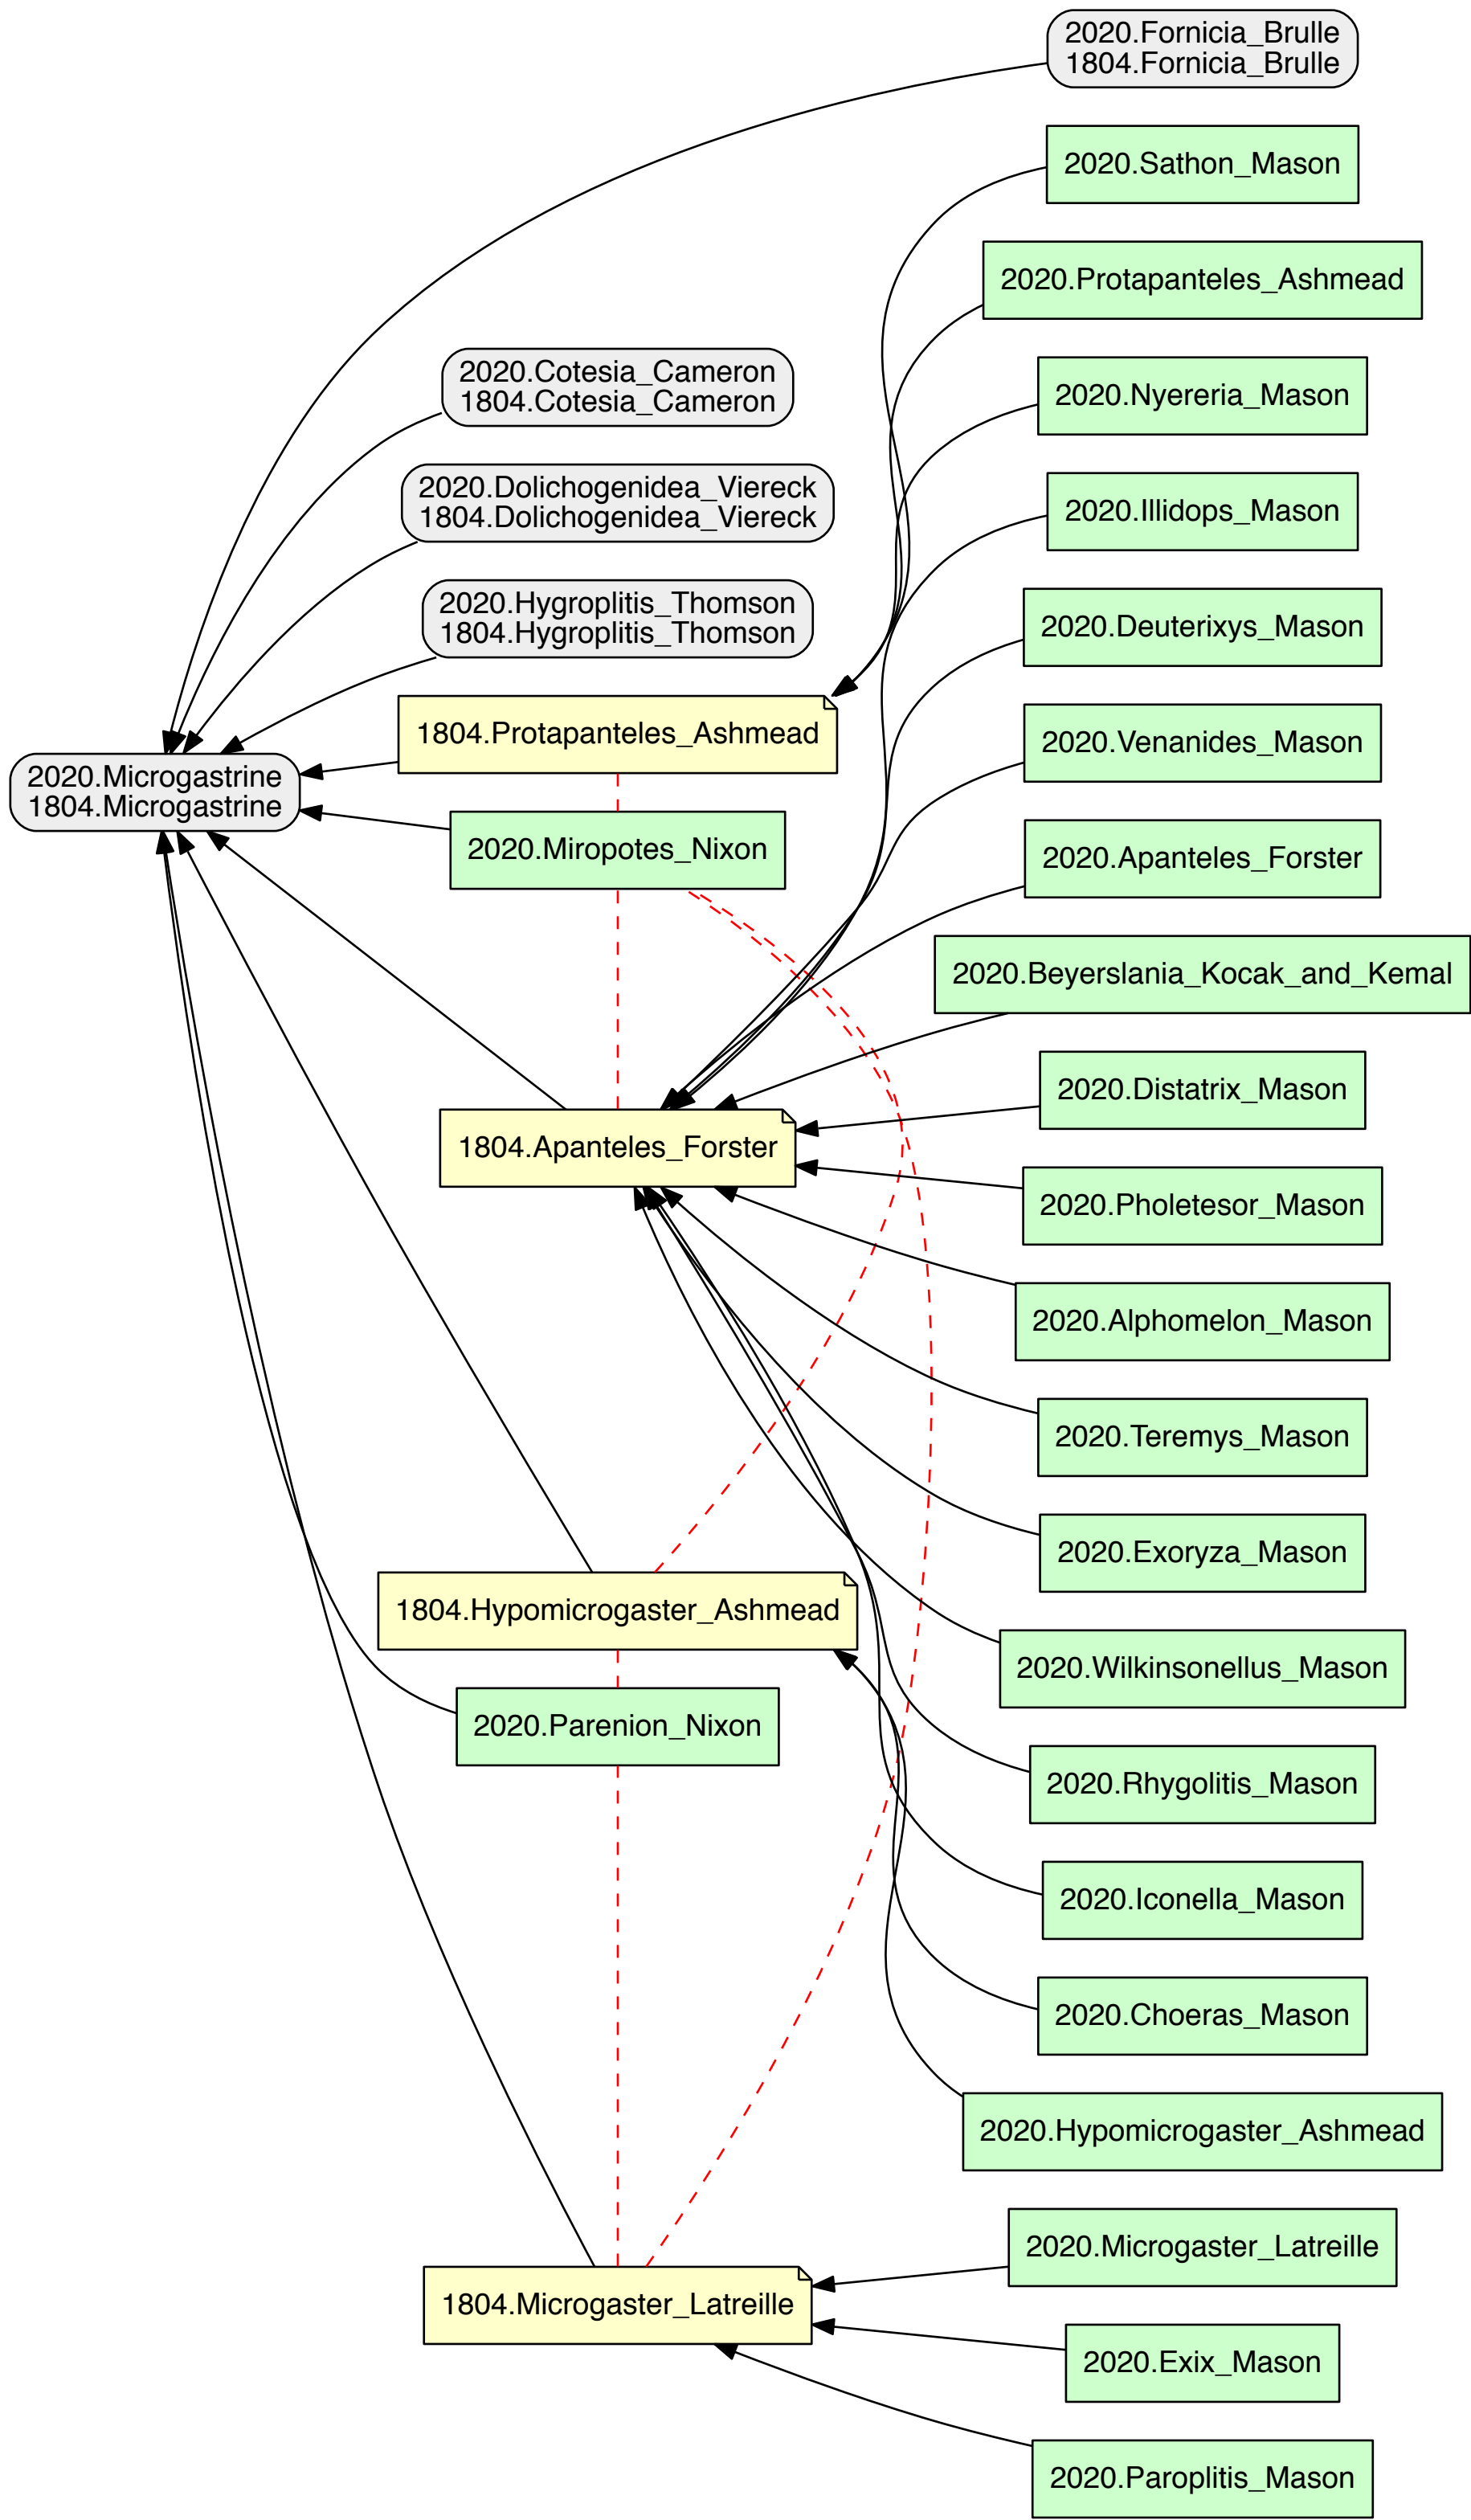 2020.Fornicia_Brulle
1804.Fornicia_Brulle
2020.Sathon_Mason
2020.Protapanteles_Ashmead
2020.Cotesia_Cameron
1804.Cotesia_Cameron
2020.Nyereria_Mason
2020.Dolichogenidea_Viereck
1804.Dolichogenidea_Viereck
2020.Illidops_Mason
2020.Hygroplitis_Thomson
1804.Hygroplitis_Thomson
2020.Deuterixys_Mason
1804.Protapanteles_Ashmead
2020.Venanides_Mason
2020.Microgastrine
1804.Microgastrine
2020.Miropotes_Nixon
2020.Apanteles_Forster
2020.Beyerslania_Kocak_and_Kemal
2020.Distatrix_Mason
1804.Apanteles_Forster
2020.Pholetesor_Mason
2020.Alphomelon_Mason
2020.Teremys_Mason
2020.Exoryza_Mason
1804.Hypomicrogaster_Ashmead
2020.Wilkinsonellus_Mason
2020.Parenion_Nixon
2020.Rhygolitis_Mason
2020.Iconella_Mason
2020.Choeras_Mason
2020.Hypomicrogaster_Ashmead
2020.Microgaster_Latreille
1804.Microgaster_Latreille
2020.Exix_Mason
2020.Paroplitis_Mason